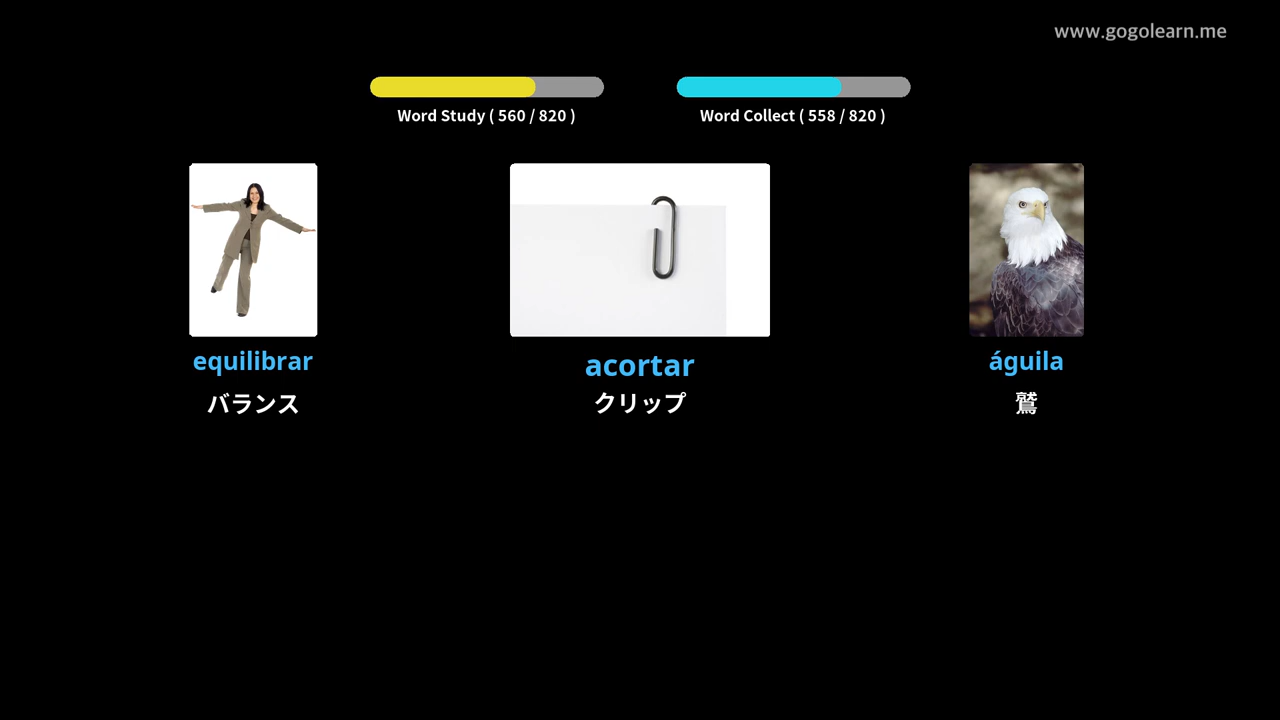 www.gogolearn.me
Word Study ( 560 / 820 )
Word Collect ( 558 / 820 )
equilibrar
acortar
águila
バランス
クリップ
鷲